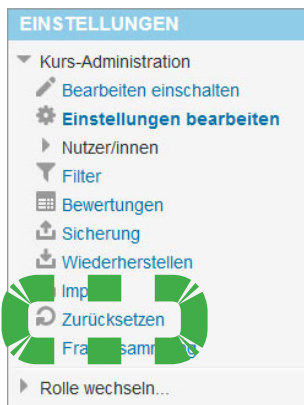 EINSTELLUNGEN
Kurs-Administration
Bearbeiten einschalten
Einstellungen bearbeiten
Nutzer/innen
Filter
Bewertungen
Sicherung
Wiederherstellen
Zurücksetzen
Rolle wechseln...